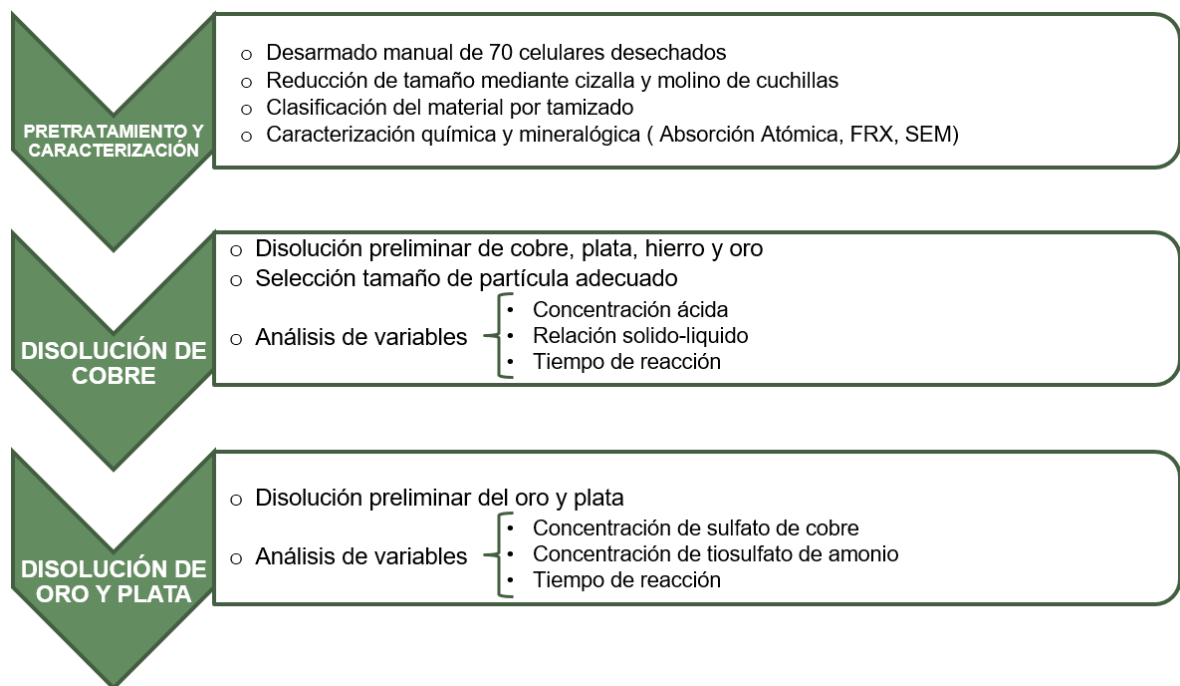 PRETRATAMIENTO Y
CARACTERIZACIÓN
o Desarmado manual de 70 celulares desechados
o Reducción de tamaño mediante cizalla y molino de cuchillas
o Clasificación del material por tamizado
o Caracterización química y mineralógica ( Absorción Atómica, FRX, SEM)
DISOLUCIÓN DE
COBRE
o Disolución preliminar de cobre, plata, hierro y oro
o Selección tamaño de partícula adecuado
o Análisis de variables
• Concentración ácida
• Relación solido-liquido
• Tiempo de reacción
DISOLUCIÓN DE
ORO Y PLATA
o Disolución preliminar del oro y plata
o Análisis de variables
• Concentración de sulfato de cobre
• Concentración de tiosulfato de amonio
• Tiempo de reacción